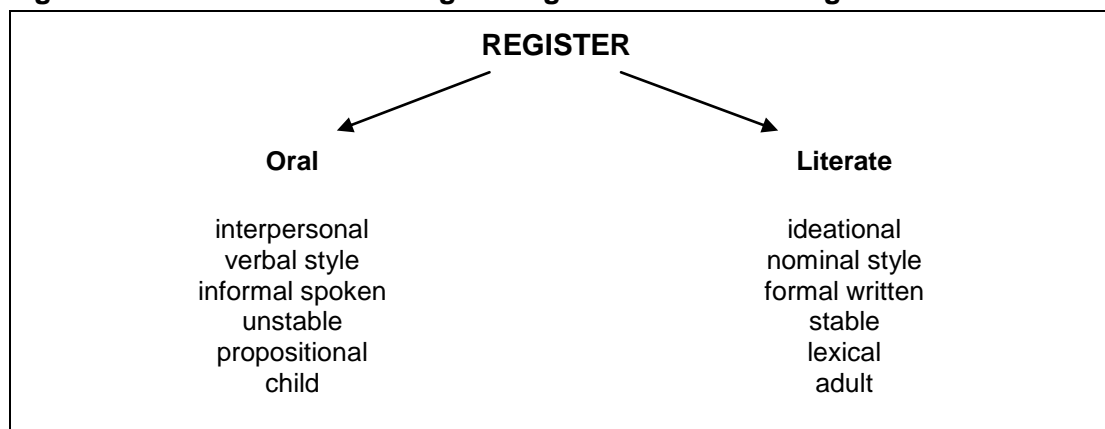 REGISTER
Oral Literate
interpersonal ideational
verbal style nominal style
informal spoken formal written
unstable stable
propositional lexical
child adult